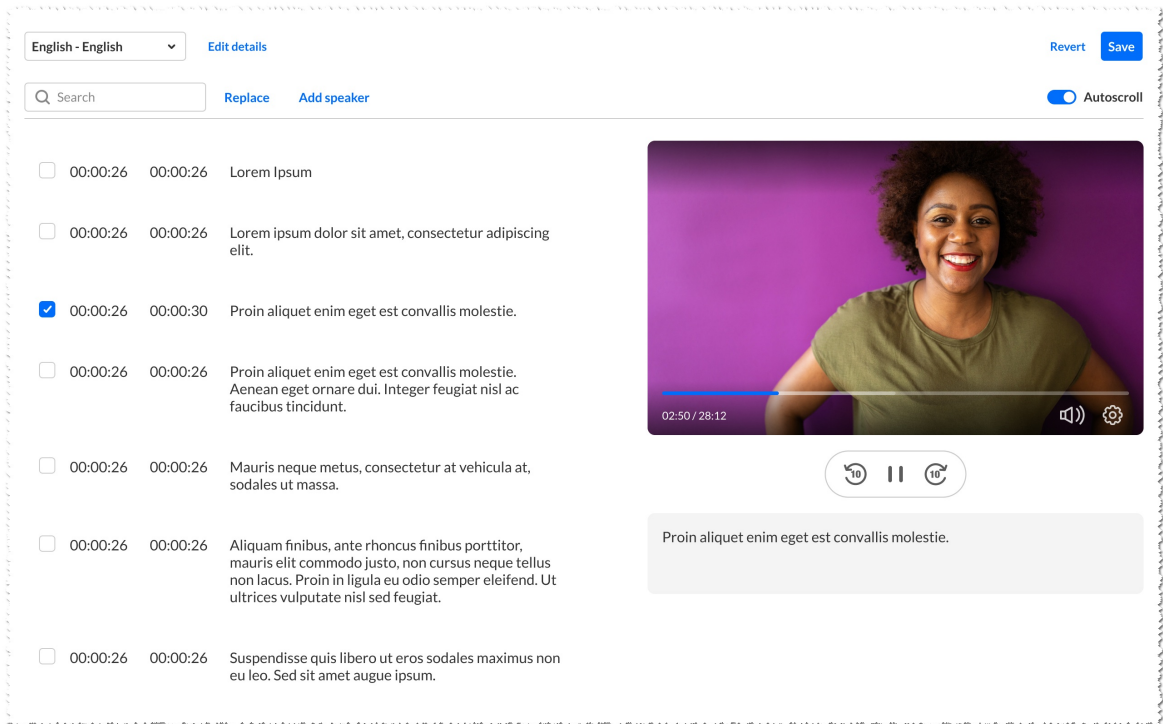 English - English
Edit details
Revert
Save
Search
Replace
Add speaker
Autoscroll
00:00:26 00:00:26 Lorem Ipsum
00:00:26 00:00:26 Lorem ipsum dolor sit amet, consectetur adipiscing
elit.
00:00:26 00:00:30 Proin aliquet enim eget est convallis molestie.
00:00:26 00:00:26 Proin aliquet enim eget est convallis molestie.
Aenean eget ornare dui. Integer feugiat nisl ac
faucibus tincidunt.
00:00:26 00:00:26 Mauris neque metus, consectetur at vehicula at,
sodales ut massa.
00:00:26 00:00:26 Aliquam finibus, ante rhoncus finibus porttitor,
mauris elit commodo justo, non cursus neque tellus
non lacus. Proin in ligula eu odio semper eleifend. Ut
ultrices vulputate nisl sed feugiat.
00:00:26 00:00:26 Suspendisse quis libero ut eros sodales maximus non
eu leo. Sed sit amet augue ipsum.
02:50 / 28:12
10
10
Proin aliquet enim eget est convallis molestie.